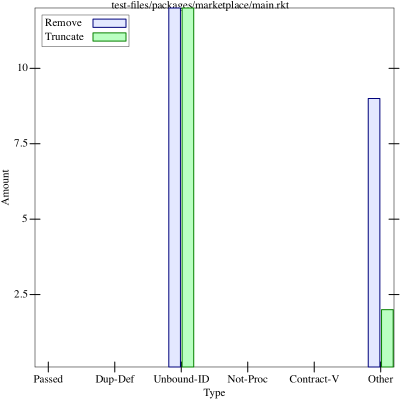 test-files/packages/marketplace/main.rkt
Remove
Truncate
10
7.5
5
2.5
Amount
Passed Dup-Def Unbound-ID Not-Proc Contract-V Other
Type